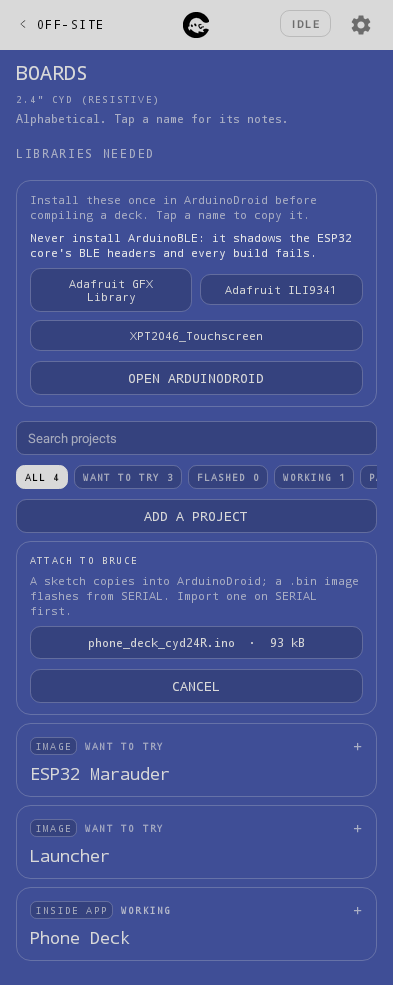 < OFF-SITE
IDLE
BOARDS
2.4" CYD (RESISTIVE)
Alphabetical. Tap a name for its notes.
LIBRARIES NEEDED
Install these once in ArduinoDroid before
compiling a deck. Tap a name to copy it.
Never install ArduinoBLE: it shadows the ESP32
core's BLE headers and every build fails.
Adafruit GFX
Library
Adafruit ILI9341
XPT2046_Touchscreen
OPEN ARDUINODROID
Search projects
ALL 4
WANT TO TRY 3
FLASHED 0
WORKING 1
ADD A PROJECT
ATTACH TO BRUCE
A sketch copies into ArduinoDroid; a .bin image
flashes from SERIAL. Import one on SERIAL
first.
phone_deck_cyd24R.ino · 93 kB
CANCEL
IMAGE WANT TO TRY +
ESP32 Marauder
IMAGE WANT TO TRY +
Launcher
INSIDE APP WORKING +
Phone Deck